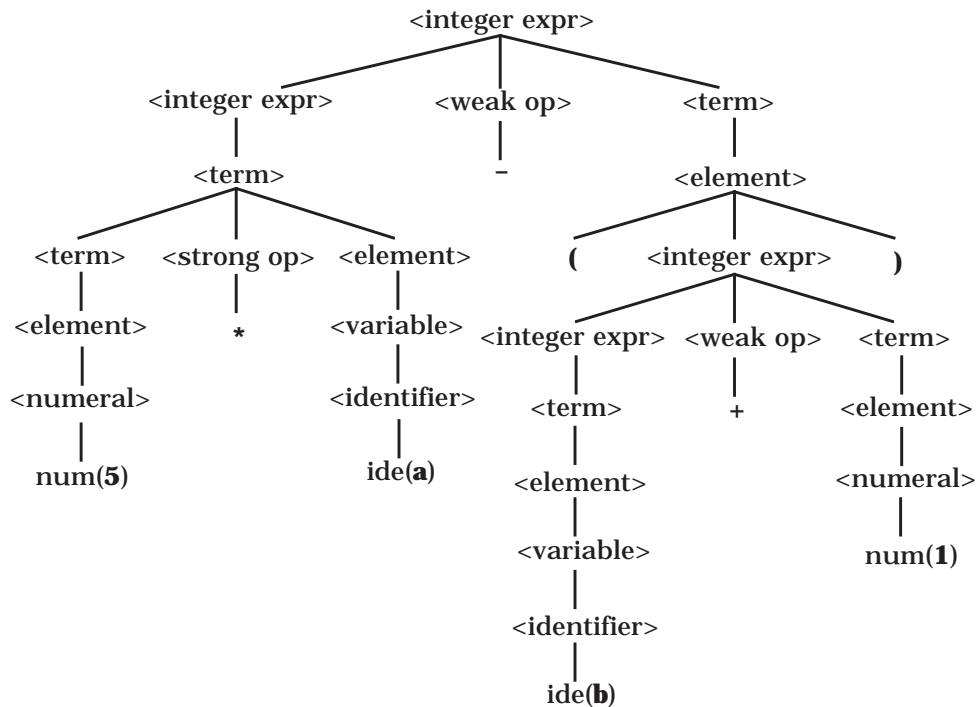 <integer expr>
<integer expr> <weak op> <term>
<term> – <element>
<term> <strong op> <element> ( <integer expr> )
<element> * <variable> <integer expr> <weak op> <term>
<numeral> <identifier> <term> + <element>
num(5) ide(a) <element> <numeral>
<variable> num(1)
<identifier>
ide(b)